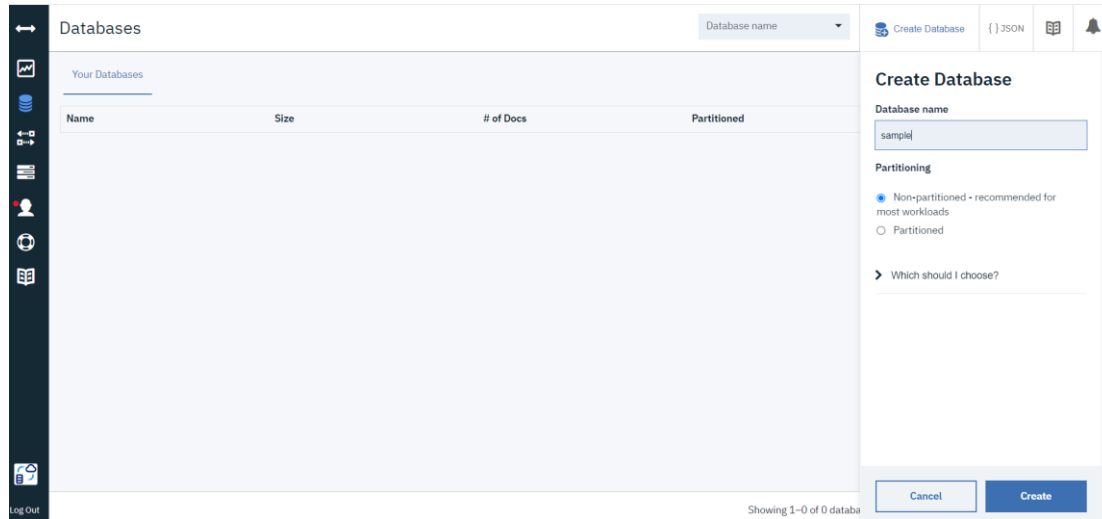 Databases
Database name
Create Database
{ } JSON
Your Databases
Name Size # of Docs Partitioned
Create Database
Database name
sample
Partitioning
Non-partitioned - recommended for
most workloads
Partitioned
Which should I choose?
Cancel Create
Showing 1–0 of 0 databa
Log Out